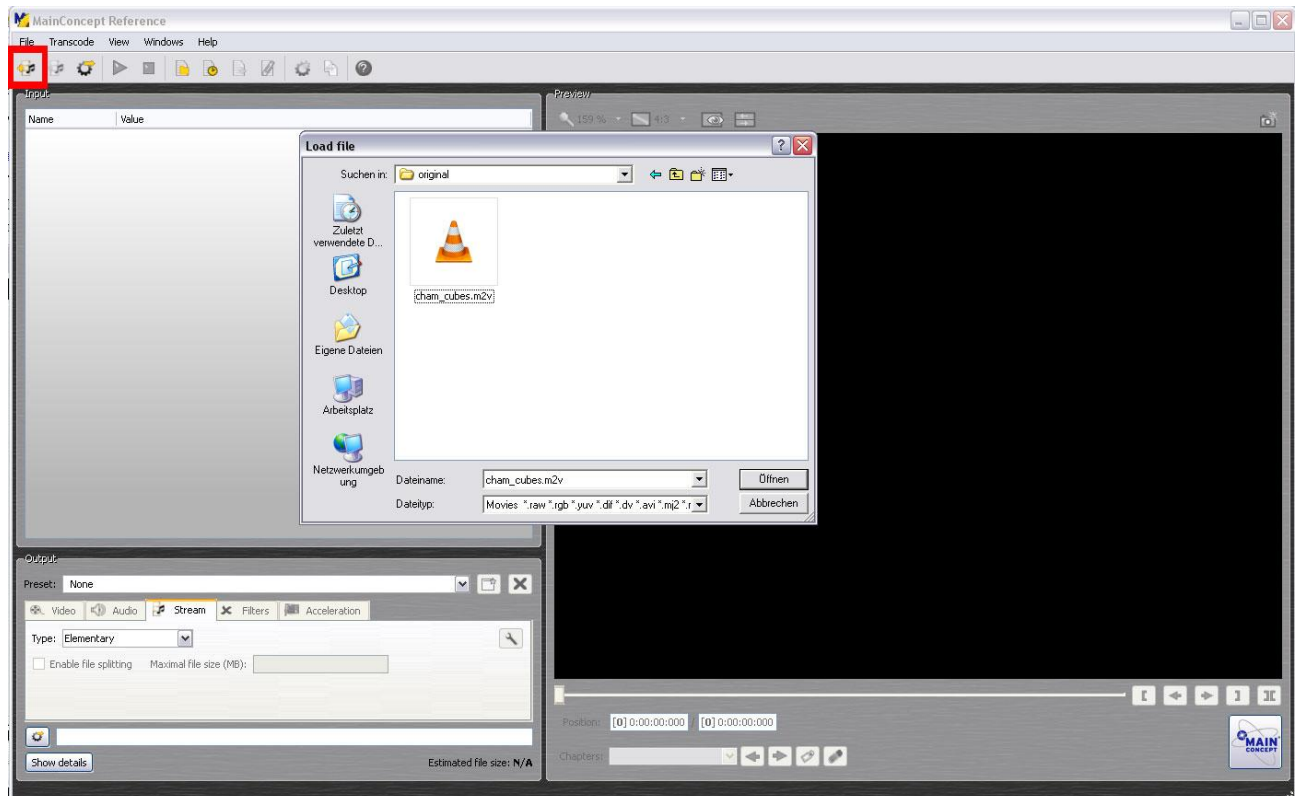 MainConcept Reference
File Transcode View Windows Help
Input
Name Value
Preview
159 % 4:3
Load file
Suchen in: original
Zuletzt
verwendete D...
Desktop
Eigene Dateien
Arbeitsplatz
Netzwerkumgeb
ung
cham_cubes.m2v
Dateiname: cham_cubes.m2v Öffnen
Dateityp: Movies *.raw *.rgb *.yuv *.dif *.dv *.avi *.mj2 *.r Abbrechen
Output
Preset: None
Video Audio Stream Filters Acceleration
Type: Elementary
Enable file splitting Maximal file size (MB):
Show details Estimated file size: N/A
Position: [0] 0:00:00:000 / [0] 0:00:00:000
Chapters:
MAIN
CONCEPT